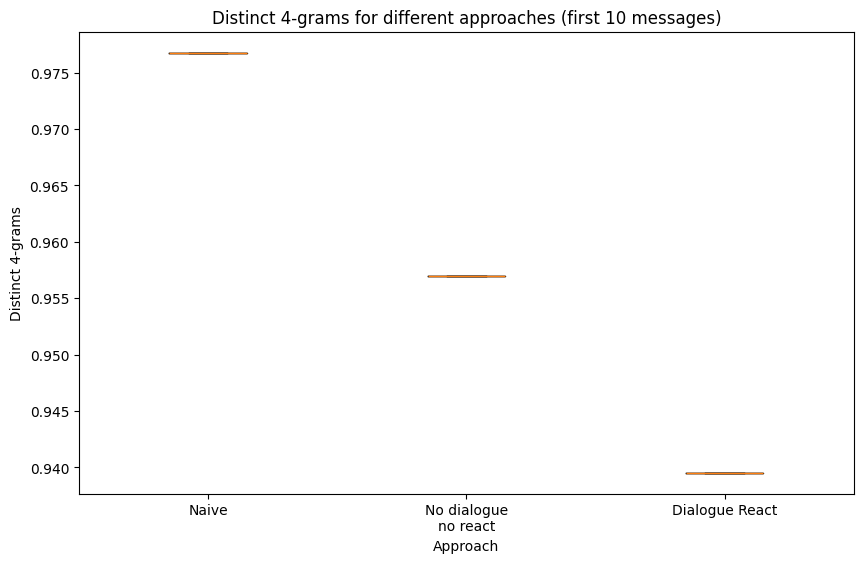 Distinct 4-grams for different approaches (first 10 messages)
Distinct 4-grams
0.975
0.970
0.965
0.960
0.955
0.950
0.945
0.940
Naive
No dialogue
no react
Dialogue React
Approach